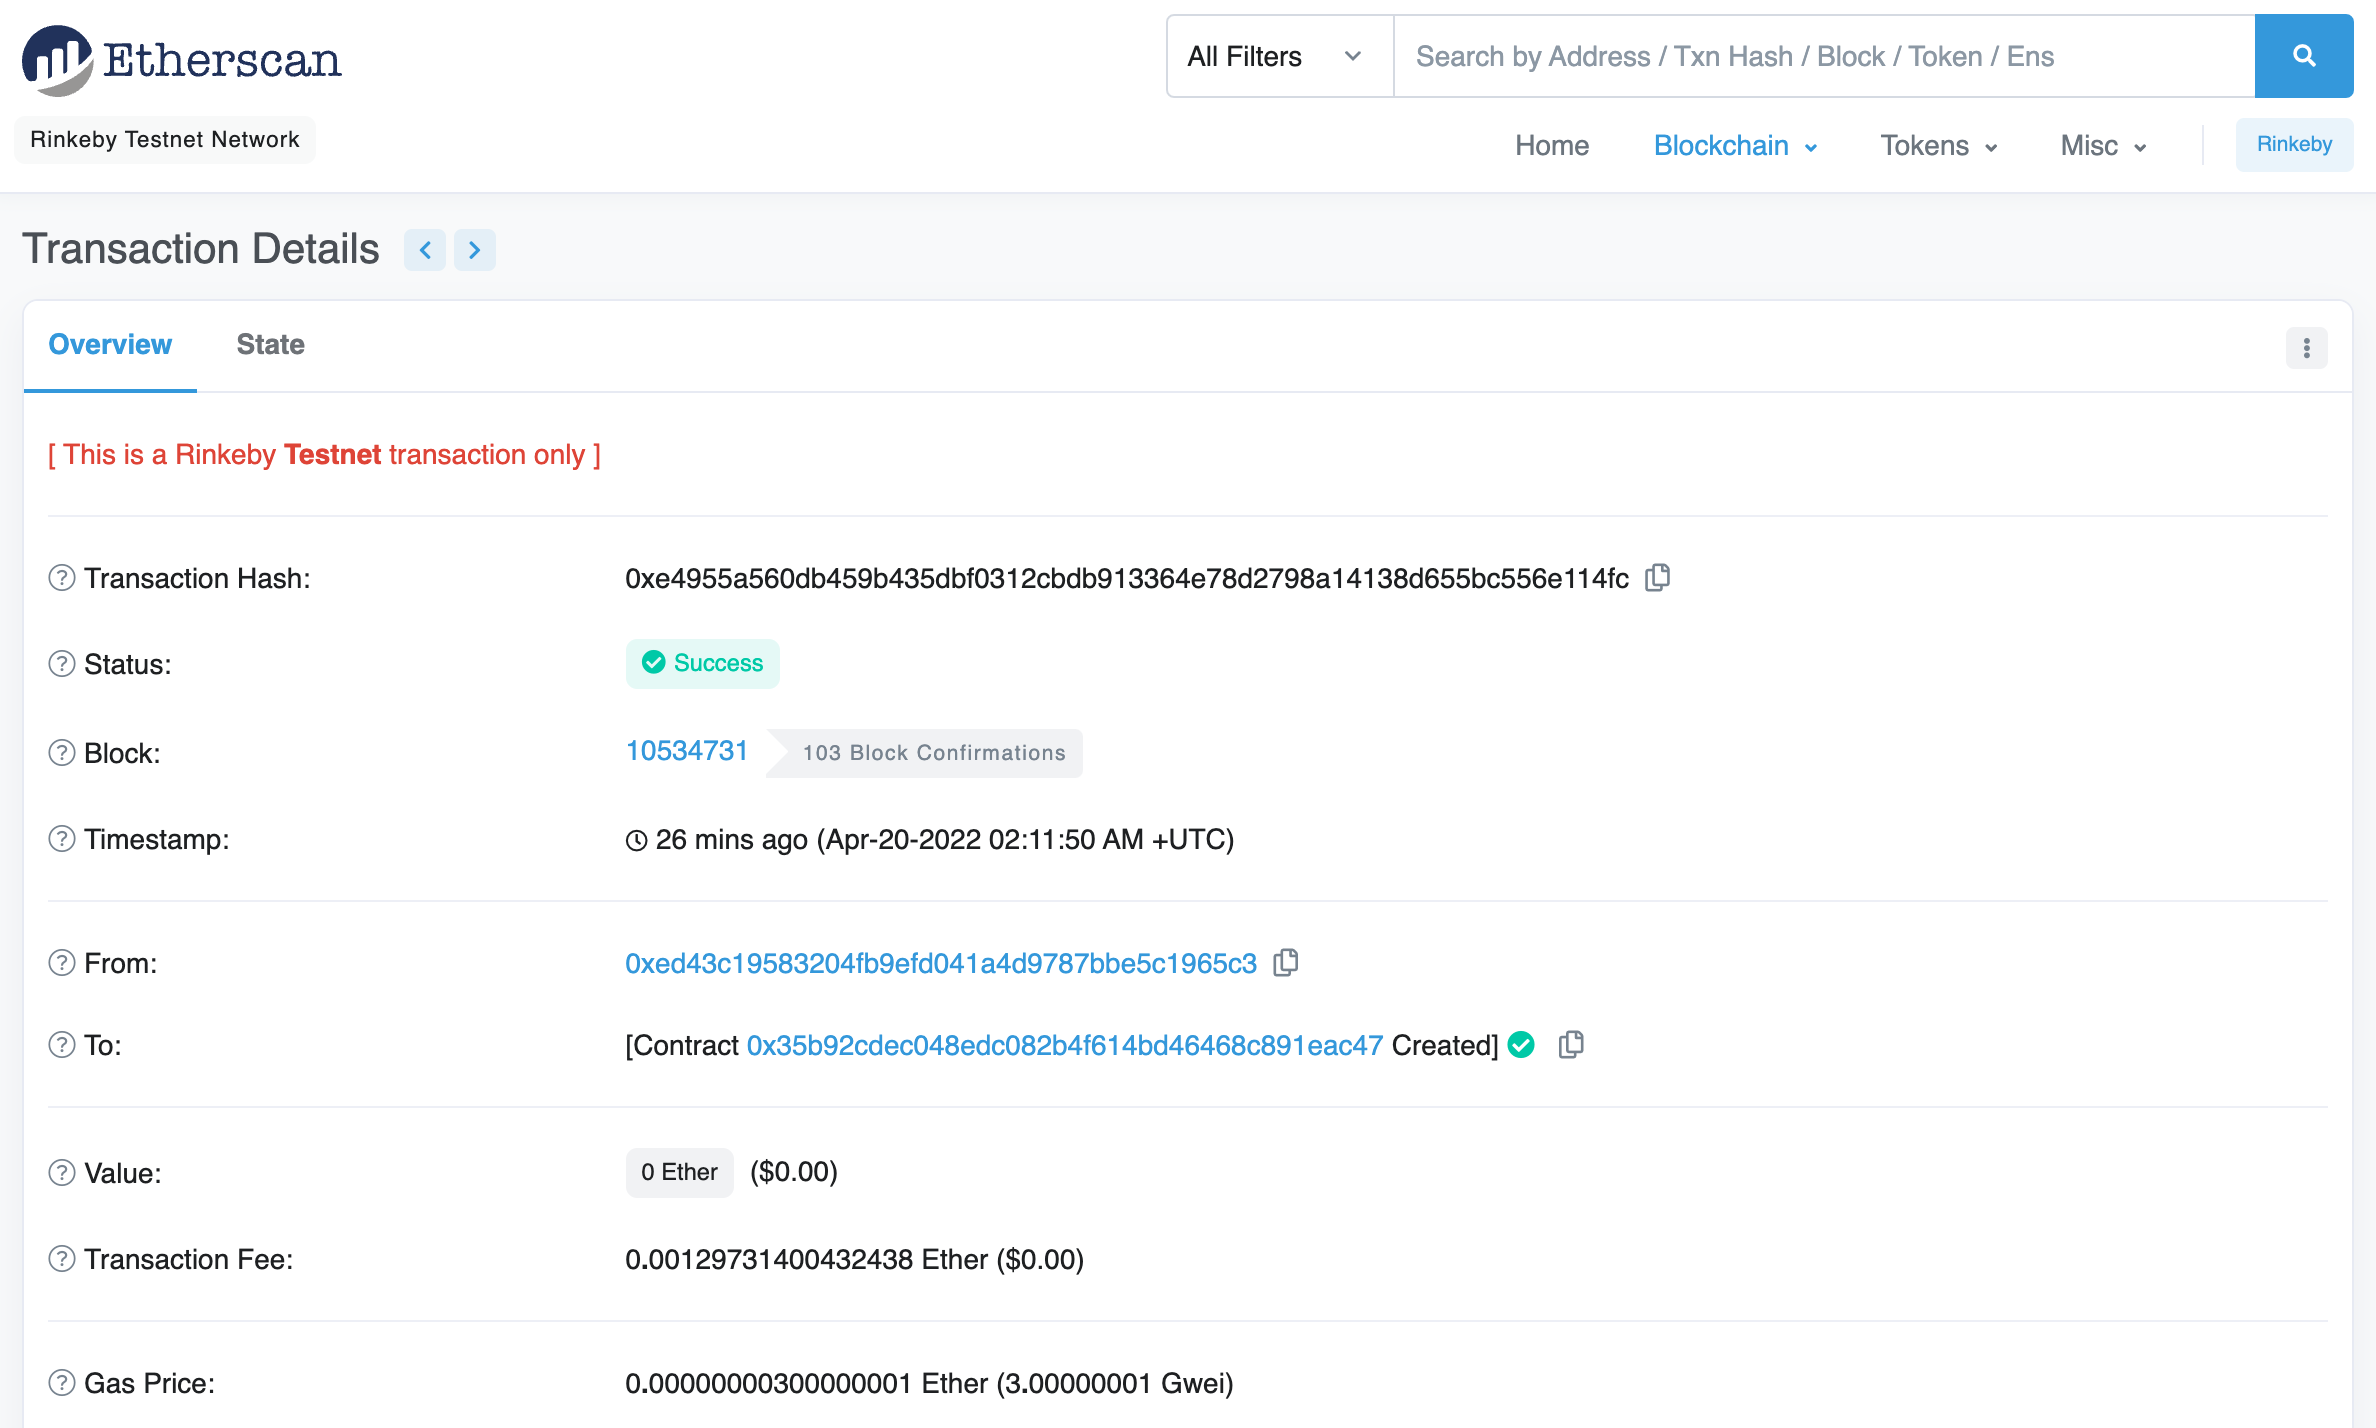 Etherscan
All Filters
Search by Address / Txn Hash / Block / Token / Ens
Rinkeby Testnet Network
Home Blockchain Tokens Misc Rinkeby
Transaction Details
Overview State
[ This is a Rinkeby Testnet transaction only ]
Transaction Hash: 0xe4955a560db459b435dbf0312cbdb913364e78d2798a14138d655bc556e114fc
Status: Success
Block: 10534731 103 Block Confirmations
Timestamp: 26 mins ago (Apr-20-2022 02:11:50 AM +UTC)
From: 0xed43c19583204fb9efd041a4d9787bbe5c1965c3
To: [Contract 0x35b92cdec048edc082b4f614bd46468c891eac47 Created]
Value: 0 Ether ($0.00)
Transaction Fee: 0.00129731400432438 Ether ($0.00)
Gas Price: 0.00000000300000001 Ether (3.00000001 Gwei)